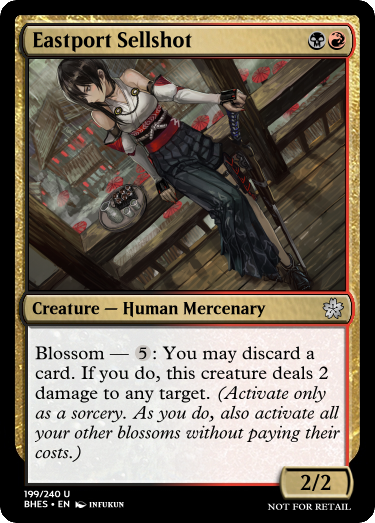 Eastport Sellshot
Creature — Human Mercenary
Blossom — 5: You may discard a
card. If you do, this creature deals 2
damage to any target. (Activate only
as a sorcery. As you do, also activate all
your other blossoms without paying their
costs.)
2/2
199/240 U
BHES • EN INFUKUN
NOT FOR RETAIL